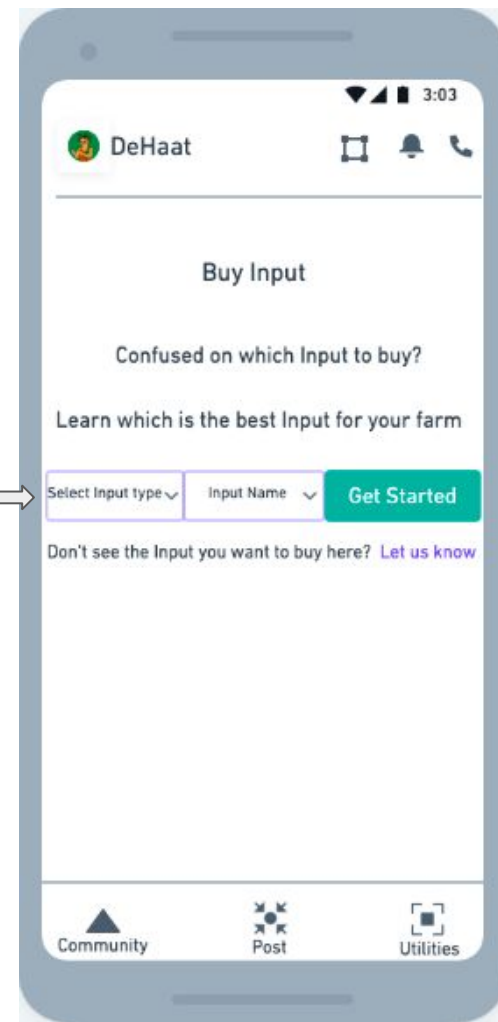 3:03
DeHaat
Buy Input
Confused on which Input to buy?
Learn which is the best Input for your farm
Select Input type Input Name Get Started
Don't see the Input you want to buy here? Let us know
Community Post Utilities